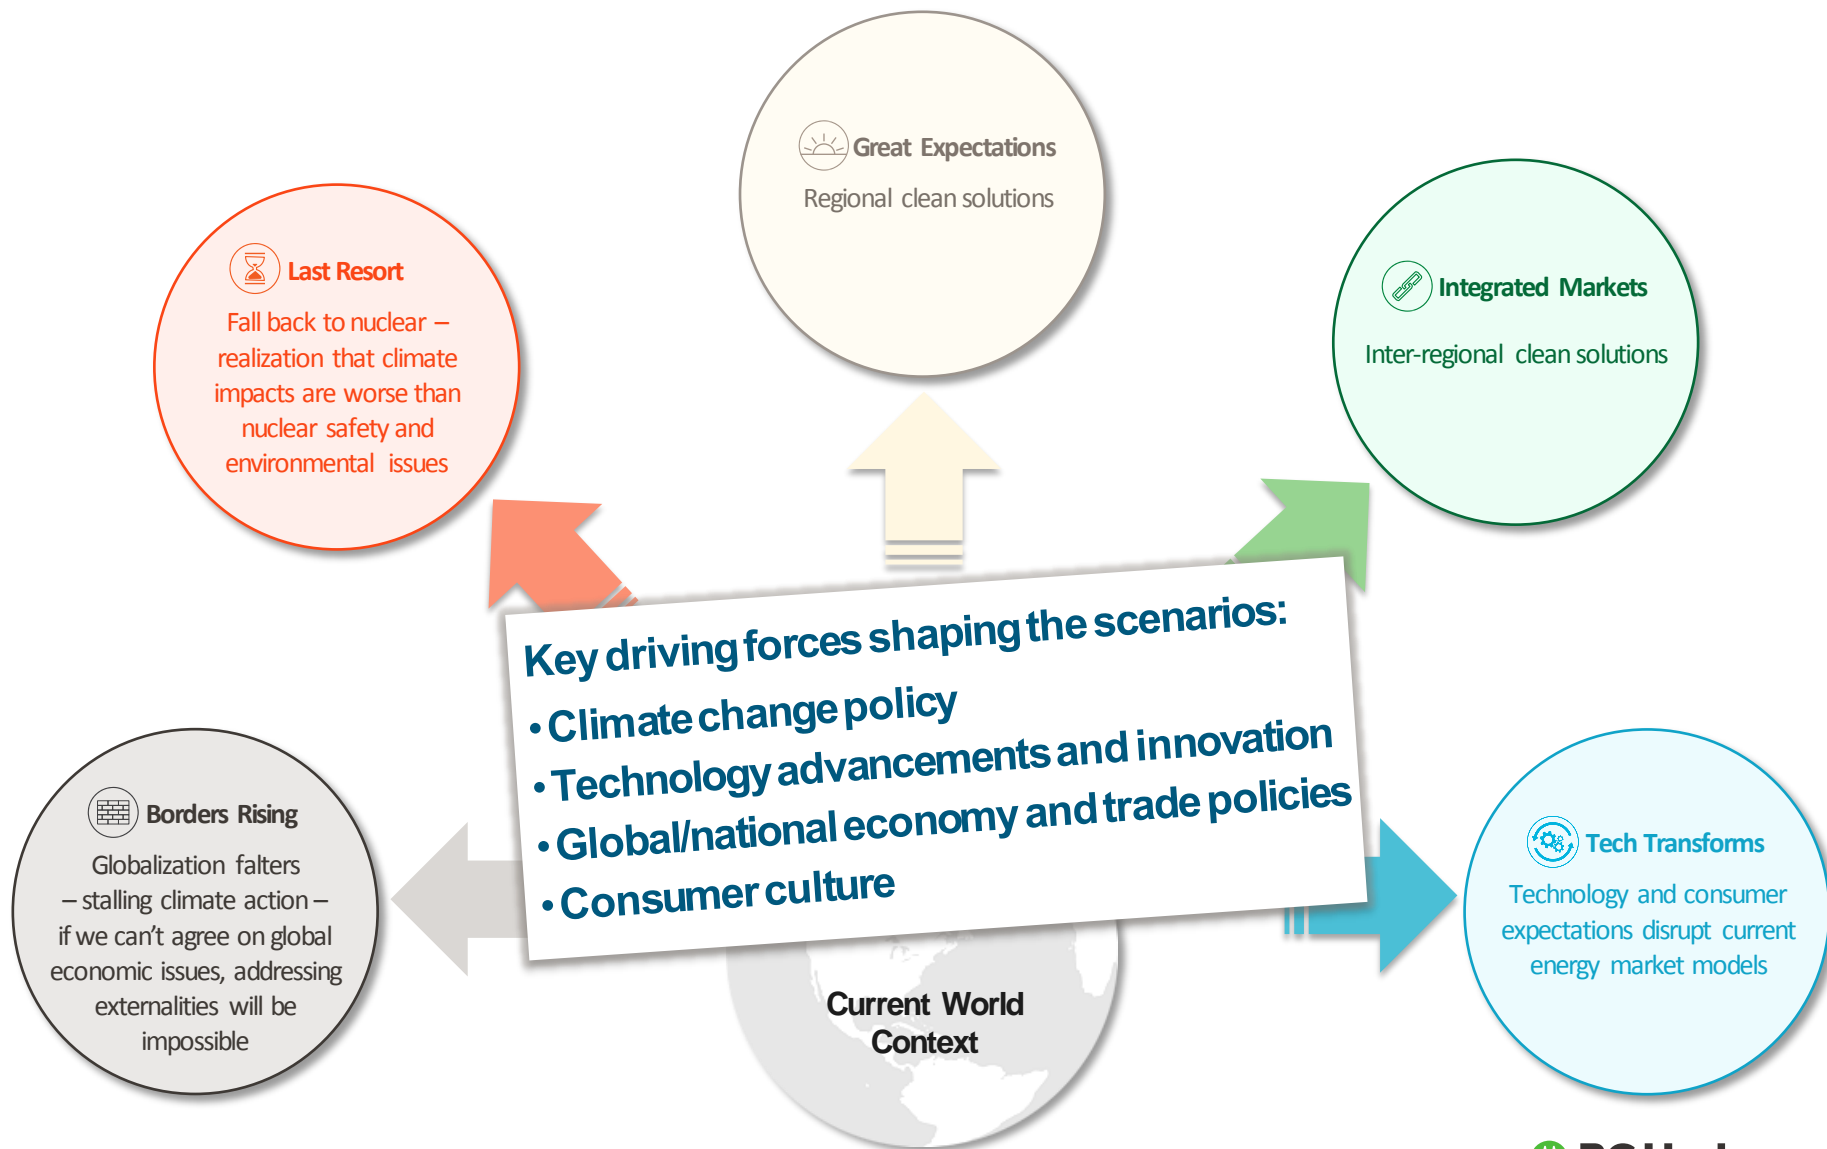 Great Expectations
Regional clean solutions
Last Resort
Fall back to nuclear –
realization that climate
impacts are worse than
nuclear safety and
environmental issues
Integrated Markets
Inter-regional clean solutions
Key driving forces shaping the scenarios:
• Climate change policy
• Technology advancements and innovation
• Global/national economy and trade policies
• Consumer culture
Borders Rising
Globalization falters
– stalling climate action –
if we can’t agree on global
economic issues, addressing
externalities will be
impossible
Tech Transforms
Technology and consumer
expectations disrupt current
energy market models
Current World
Context